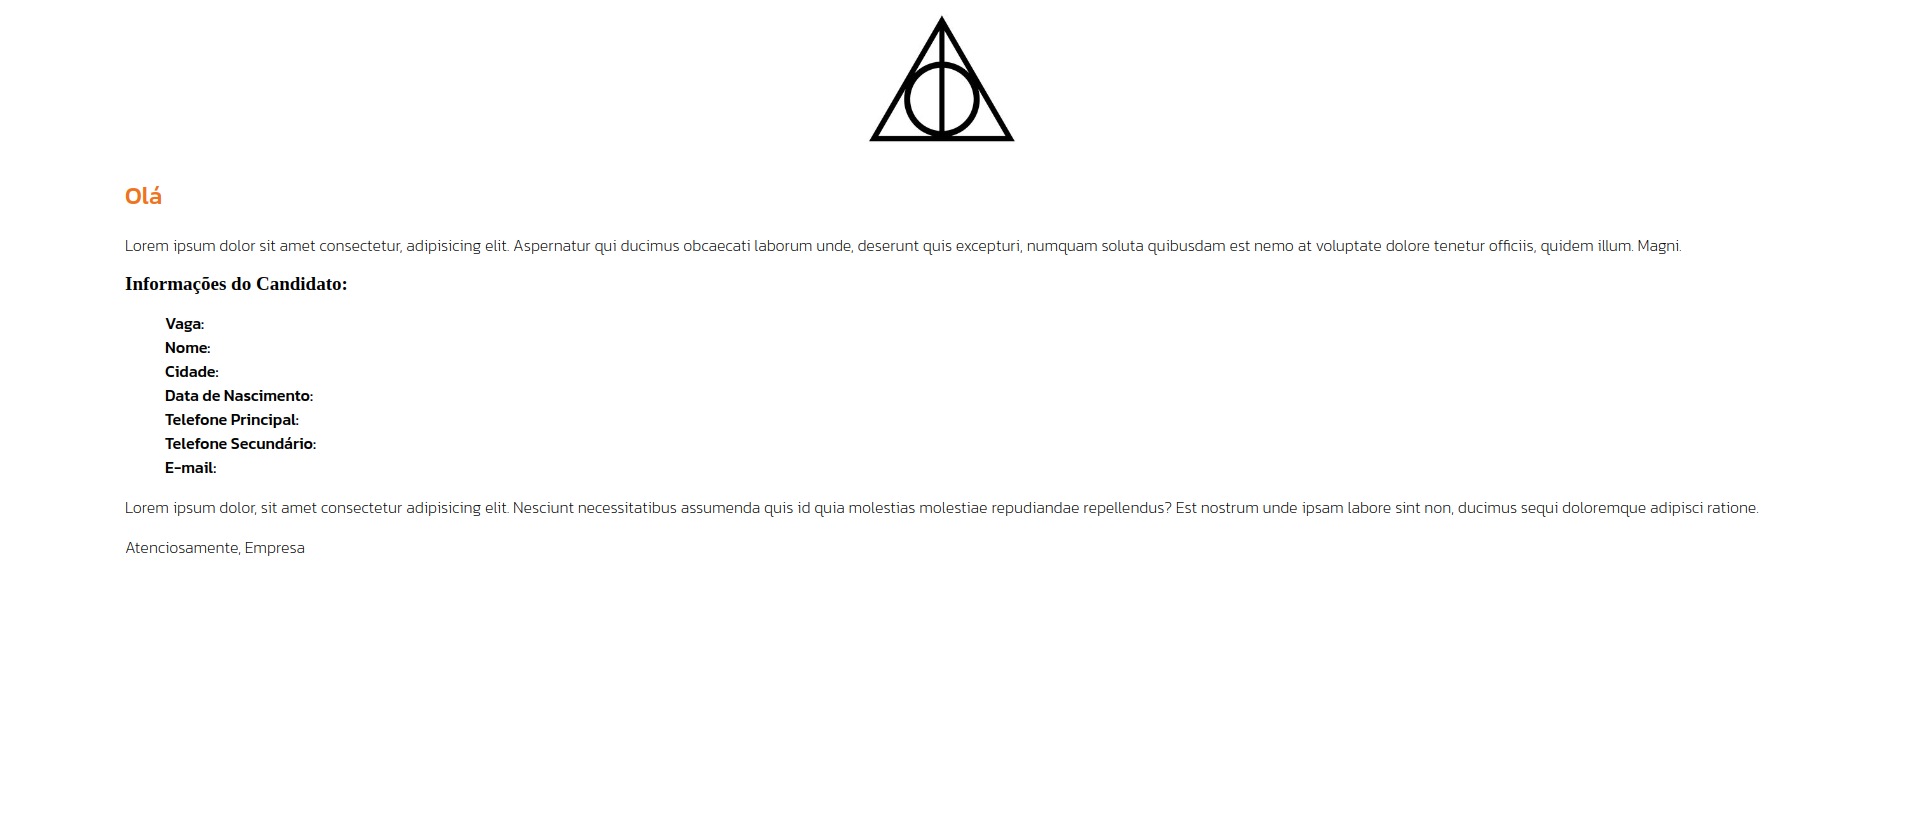 Olá
Lorem ipsum dolor sit amet consectetur, adipisicing elit. Aspernatur qui ducimus obcaecati laborum unde, deserunt quis excepturi, numquam soluta quibusdam est nemo at voluptate dolore tenetur officiis, quidem illum. Magni.
Informações do Candidato:
Vaga:
Nome:
Cidade:
Data de Nascimento:
Telefone Principal:
Telefone Secundário:
E-mail:
Lorem ipsum dolor, sit amet consectetur adipisicing elit. Nesciunt necessitatibus assumenda quis id quia molestias molestiae repudiandae repellendus? Est nostrum unde ipsam labore sint non, ducimus sequi doloremque adipisci ratione.
Atenciosamente, Empresa